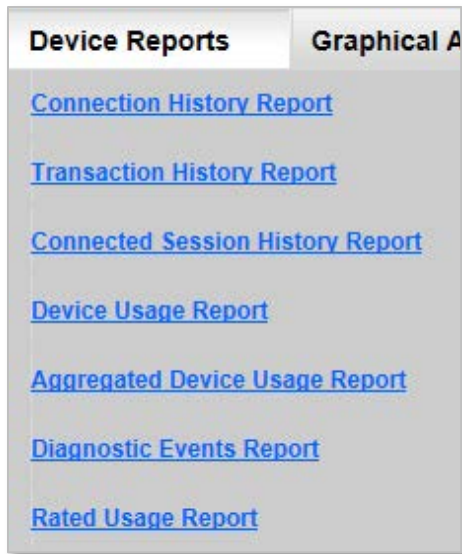 Device Reports Graphical A
Connection History Report
Transaction History Report
Connected Session History Report
Device Usage Report
Aggregated Device Usage Report
Diagnostic Events Report
Rated Usage Report